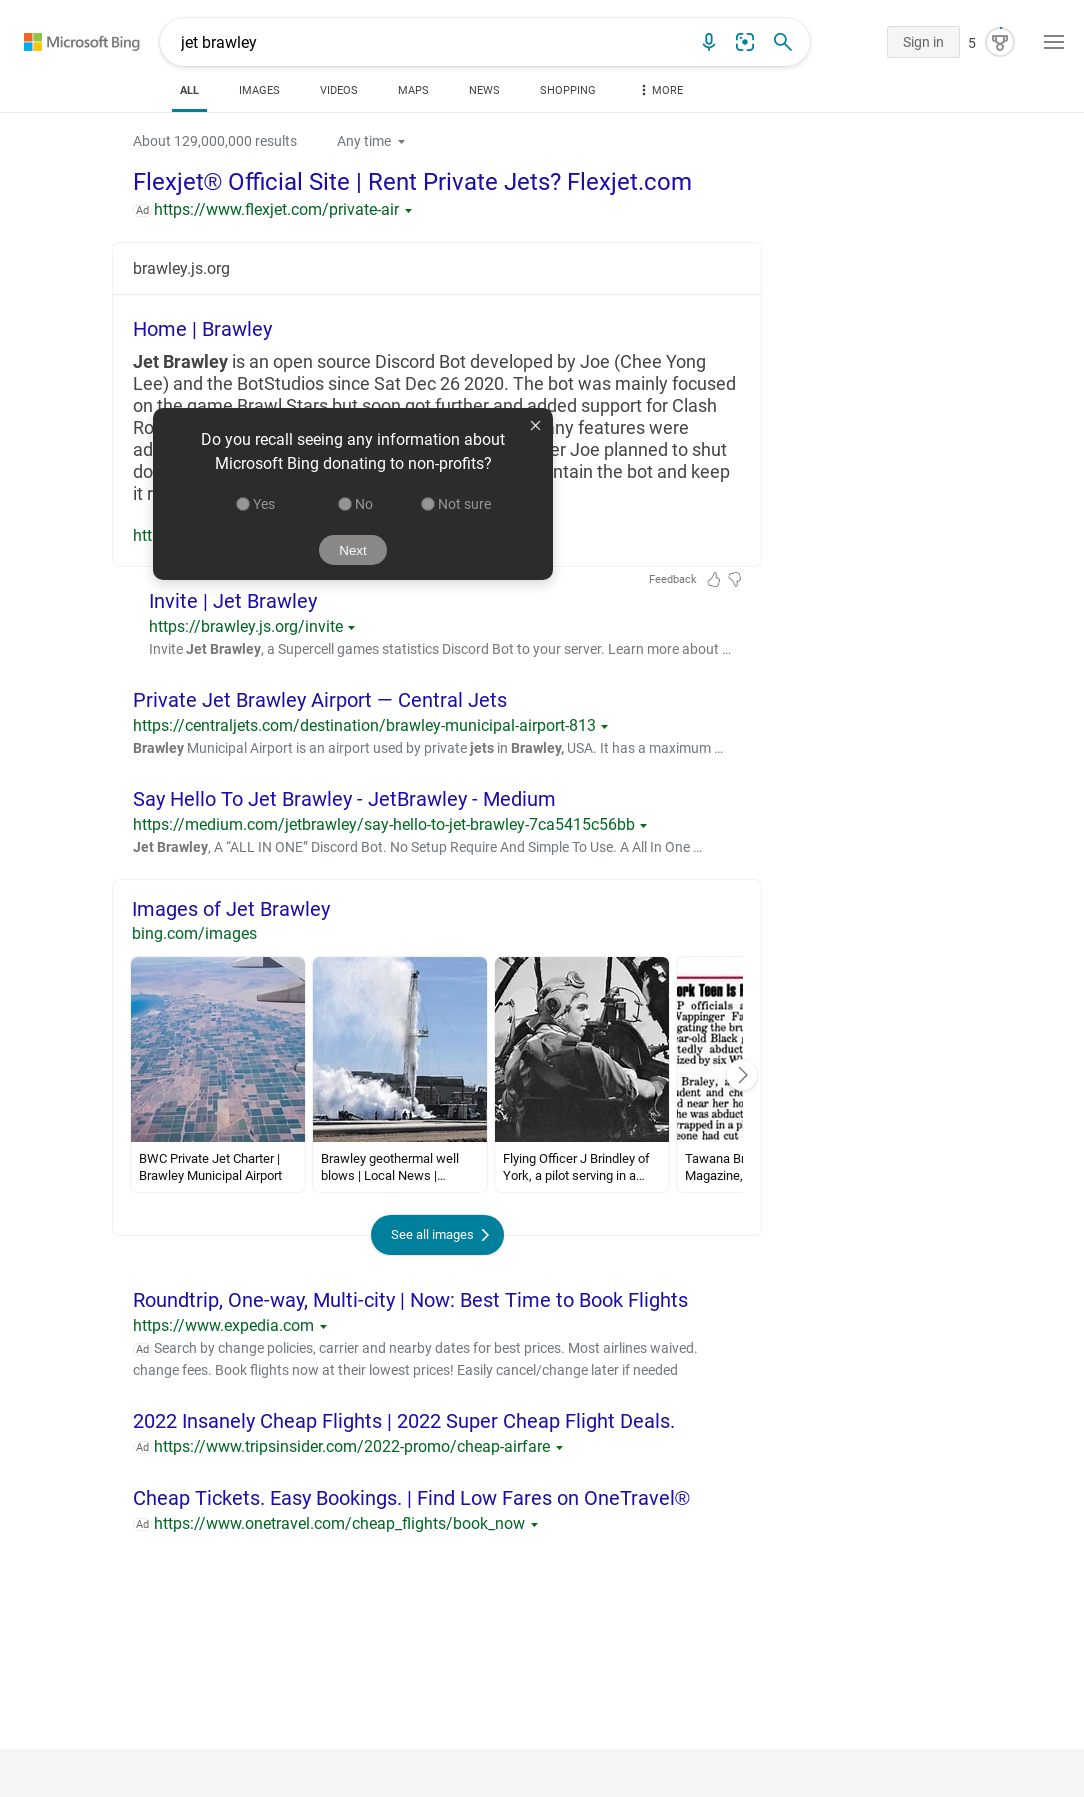 Microsoft Bing
jet brawley
Sign in
5
ALL
IMAGES
VIDEOS
MAPS
NEWS
SHOPPING
MORE
About 129,000,000 results
Any time
Flexjet® Official Site | Rent Private Jets? Flexjet.com
Ad https://www.flexjet.com/private-air
brawley.js.org
Home | Brawley
Jet Brawley is an open source Discord Bot developed by Joe (Chee Yong
Lee) and the BotStudios since Sat Dec 26 2020. The bot was mainly focused
on the game Brawl Stars but soon got further and added support for Clash
Ro any features were
ad er Joe planned to shut
do ntain the bot and keep
it r
htt
Do you recall seeing any information about
Microsoft Bing donating to non-profits?
Yes
No
Not sure
Next
Feedback
Invite | Jet Brawley
https://brawley.js.org/invite
Invite Jet Brawley, a Supercell games statistics Discord Bot to your server. Learn more about ...
Private Jet Brawley Airport — Central Jets
https://centraljets.com/destination/brawley-municipal-airport-813
Brawley Municipal Airport is an airport used by private jets in Brawley, USA. It has a maximum ...
Say Hello To Jet Brawley - JetBrawley - Medium
https://medium.com/jetbrawley/say-hello-to-jet-brawley-7ca5415c56bb
Jet Brawley, A “ALL IN ONE” Discord Bot. No Setup Require And Simple To Use. A All In One ...
Images of Jet Brawley
bing.com/images
ork Teen Is
P officials a
Wappinger Fa
gating the bru
ear-old Black
tedly abduct
ized by six W
Braley, a
dent and che
d near her ho
he was abduct
rapped in a p
eone had cut
BWC Private Jet Charter |
Brawley Municipal Airport
Brawley geothermal well
blows | Local News |...
Flying Officer J Brindley of
York, a pilot serving in a...
Tawana Br
Magazine,
See all images
Roundtrip, One-way, Multi-city | Now: Best Time to Book Flights
https://www.expedia.com
Ad Search by change policies, carrier and nearby dates for best prices. Most airlines waived.
change fees. Book flights now at their lowest prices! Easily cancel/change later if needed
2022 Insanely Cheap Flights | 2022 Super Cheap Flight Deals.
Ad https://www.tripsinsider.com/2022-promo/cheap-airfare
Cheap Tickets. Easy Bookings. | Find Low Fares on OneTravel®
Ad https://www.onetravel.com/cheap_flights/book_now